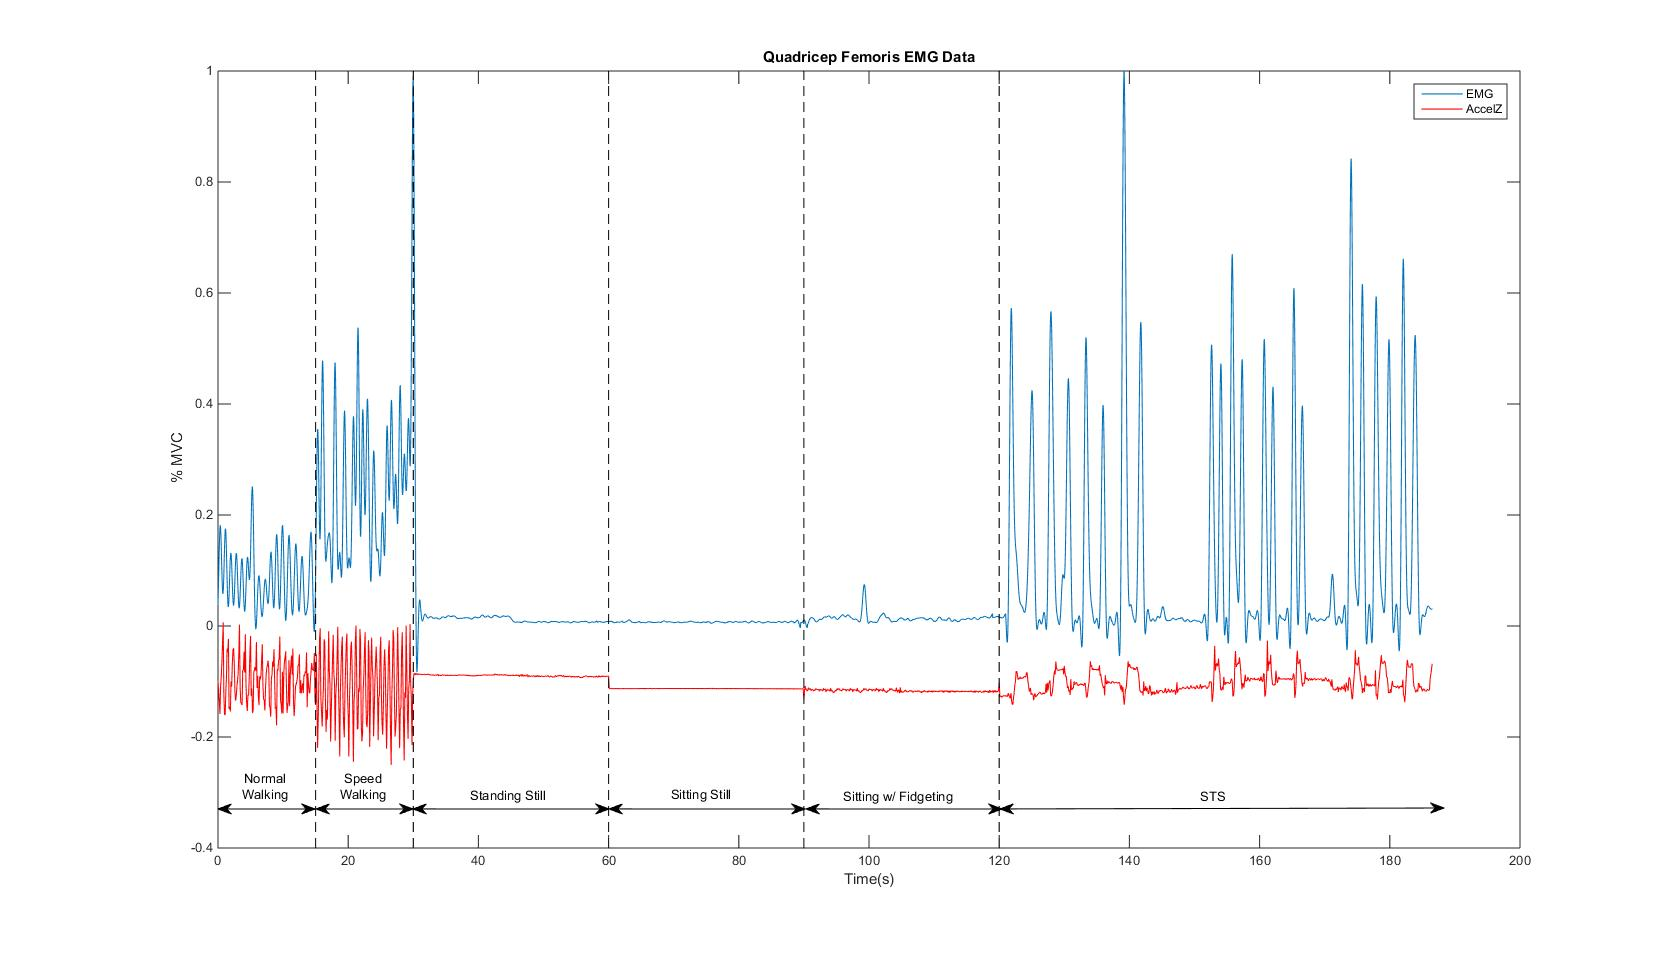 Quadricep Femoris EMG Data
EMG
AccelZ
1
0.8
0.6
0.4
0.2
0
-0.2
-0.4
% MVC
Normal
Walking
Speed
Walking
Standing Still
Sitting Still
Sitting w/ Fidgeting
STS
0 20 40 60 80 100 120 140 160 180 200
Time(s)